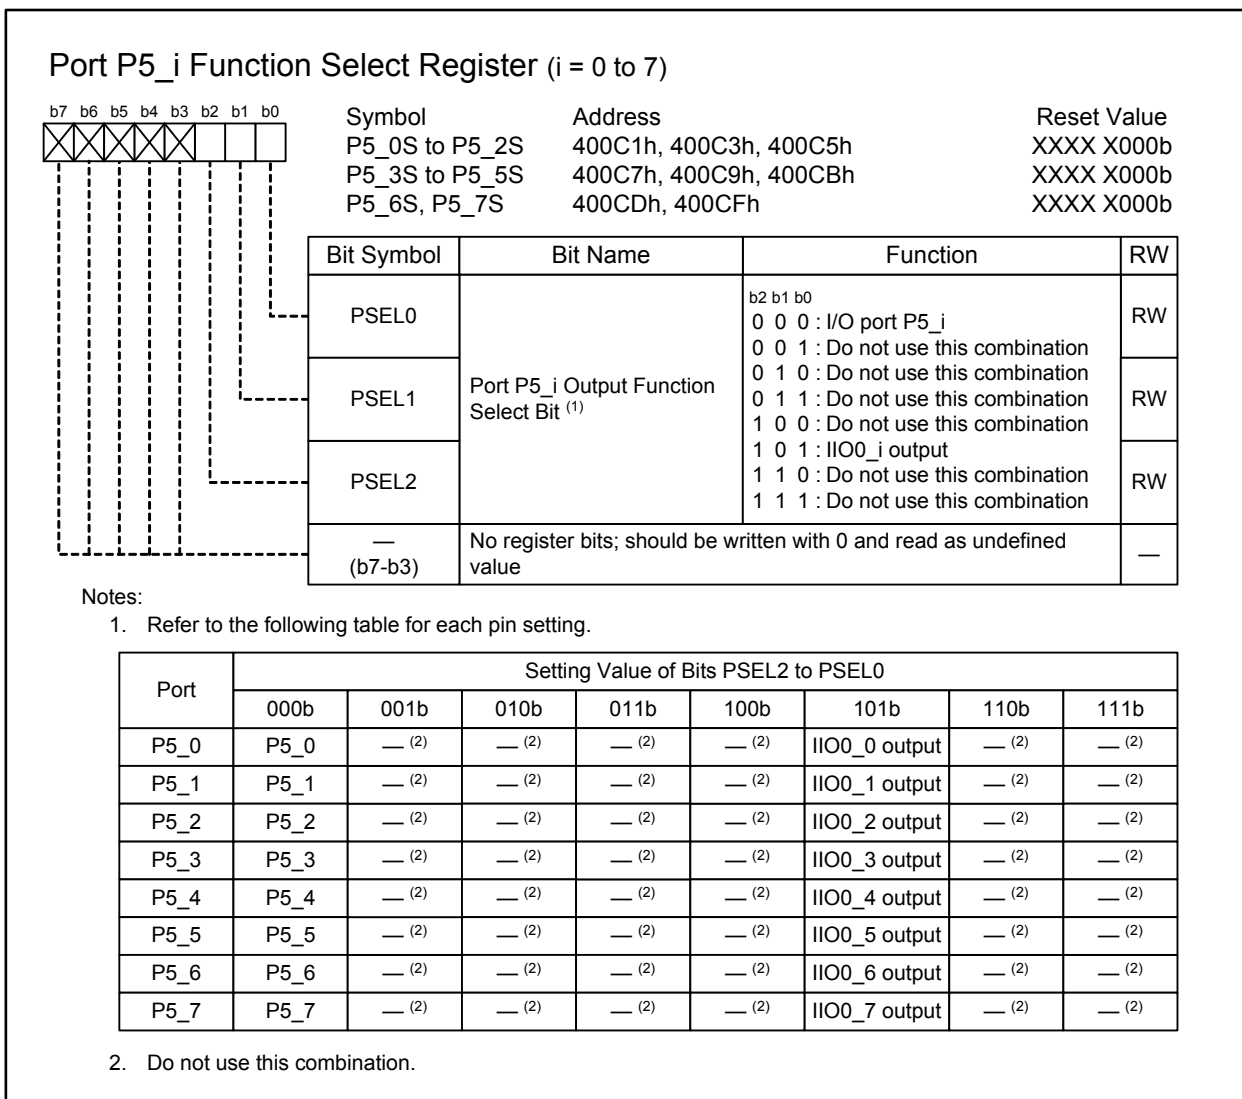 Port P5_i Function Select Register (i = 0 to 7)
b7 b6 b5 b4 b3 b2 b1 b0
Symbol Address Reset Value
P5_0S to P5_2S 400C1h, 400C3h, 400C5h XXXX X000b
P5_3S to P5_5S 400C7h, 400C9h, 400CBh XXXX X000b
P5_6S, P5_7S 400CDh, 400CFh XXXX X000b
Bit Symbol Bit Name Function RW
PSEL0 RW
PSEL1 RW
PSEL2 RW
Port P5_i Output Function
Select Bit (1)
b2 b1 b0
0 0 0 : I/O port P5_i
0 0 1 : Do not use this combination
0 1 0 : Do not use this combination
0 1 1 : Do not use this combination
1 0 0 : Do not use this combination
1 0 1 : IIO0_i output
1 1 0 : Do not use this combination
1 1 1 : Do not use this combination
—
(b7-b3)
No register bits; should be written with 0 and read as undefined
value
—
Notes:
1. Refer to the following table for each pin setting.
Port Setting Value of Bits PSEL2 to PSEL0
000b 001b 010b 011b 100b 101b 110b 111b
P5_0 P5_0 — (2) — (2) — (2) — (2) IIO0_0 output — (2) — (2)
P5_1 P5_1 — (2) — (2) — (2) — (2) IIO0_1 output — (2) — (2)
P5_2 P5_2 — (2) — (2) — (2) — (2) IIO0_2 output — (2) — (2)
P5_3 P5_3 — (2) — (2) — (2) — (2) IIO0_3 output — (2) — (2)
P5_4 P5_4 — (2) — (2) — (2) — (2) IIO0_4 output — (2) — (2)
P5_5 P5_5 — (2) — (2) — (2) — (2) IIO0_5 output — (2) — (2)
P5_6 P5_6 — (2) — (2) — (2) — (2) IIO0_6 output — (2) — (2)
P5_7 P5_7 — (2) — (2) — (2) — (2) IIO0_7 output — (2) — (2)
2. Do not use this combination.